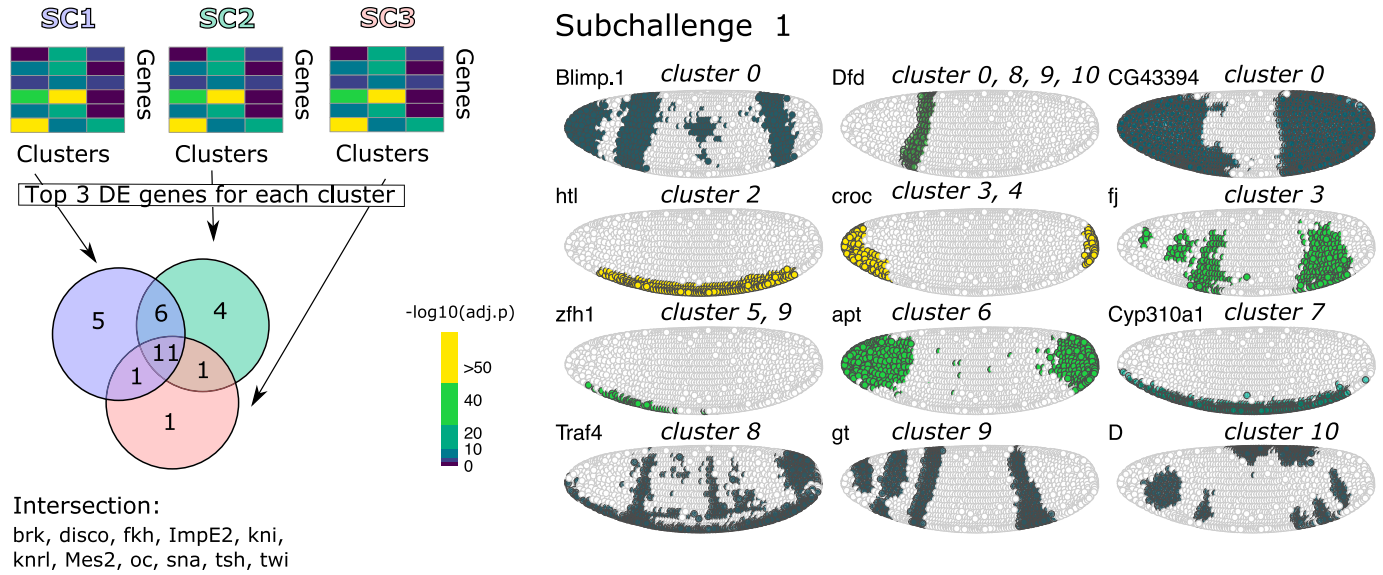 SC1
SC2
SC3
Genes
Genes
Genes
Clusters
Clusters
Clusters
Top 3 DE genes for each cluster
5
6
4
11
1
1
1
-log10(adj.p)
>50
40
20
10
0
Intersection:
brk, disco, fkh, ImpE2, kni,
knrl, Mes2, oc, sna, tsh, twi
Subchallenge 1
Blimp.1 cluster 0
Dfd cluster 0, 8, 9, 10
CG43394 cluster 0
htl cluster 2
croc cluster 3, 4
fj cluster 3
zfh1 cluster 5, 9
apt cluster 6
Cyp310a1 cluster 7
Traf4 cluster 8
gt cluster 9
D cluster 10